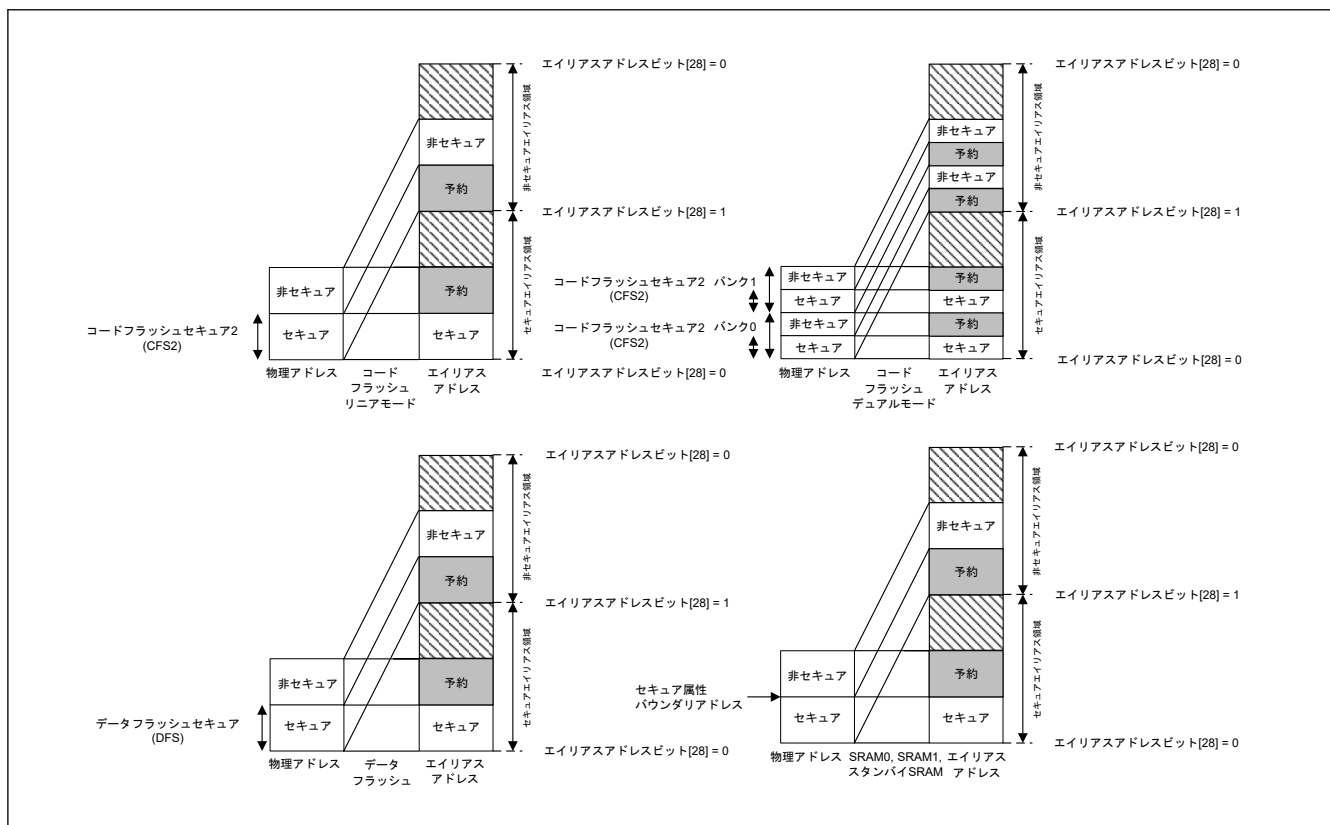 エイリアスアドレスビット[28] = 0
非セキュア
予約
非セキュアエイリアス領域
エイリアスアドレスビット[28] = 1
非セキュア
予約
セキュア
セキュア
セキュアエイリアス領域
コードフラッシュセキュア2
(CFS2)
エイリアスアドレスビット[28] = 0
物理アドレス
コード
フラッシュ
リニアモード
エイリアス
アドレス
エイリアスアドレスビット[28] = 0
非セキュア
予約
非セキュア
予約
非セキュアエイリアス領域
エイリアスアドレスビット[28] = 1
コードフラッシュセキュア2 バンク1
(CFS2)
コードフラッシュセキュア2 バンク0
(CFS2)
非セキュア
セキュア
非セキュア
セキュア
予約
セキュア
予約
セキュア
セキュアエイリアス領域
エイリアスアドレスビット[28] = 0
物理アドレス
コード
フラッシュ
デュアルモード
エイリアス
アドレス
エイリアスアドレスビット[28] = 0
非セキュア
予約
非セキュアエイリアス領域
エイリアスアドレスビット[28] = 1
非セキュア
予約
セキュア
セキュア
セキュアエイリアス領域
データフラッシュセキュア
(DFS)
エイリアスアドレスビット[28] = 0
物理アドレス
データ
フラッシュ
エイリアス
アドレス
エイリアスアドレスビット[28] = 0
非セキュア
予約
非セキュアエイリアス領域
エイリアスアドレスビット[28] = 1
非セキュア
予約
セキュア
セキュア
セキュアエイリアス領域
セキュア属性
バウンダリアドレス
エイリアスアドレスビット[28] = 0
物理アドレス
SRAM0, SRAM1,
スタンバイSRAM
エイリアス
アドレス